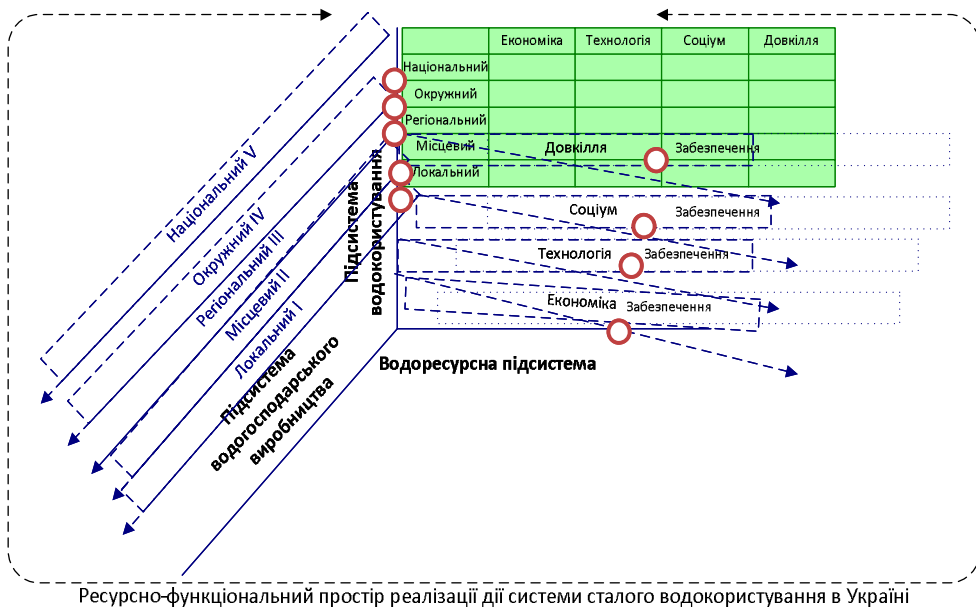 Економіка Технологія Соціум Довкілля
Національний
Окружний
Регіональний
Місцевий
Локальний
Довкілля Забезпечення
Соціум Забезпечення
Технологія Забезпечення
Економіка Забезпечення
Підсистема
водокористування
Водоресурсна підсистема
Національний V
Окружний IV
Регіональний III
Місцевий II
Локальний I
Підсистема
водогосподарського
виробництва
Ресурсно-функціональний простір реалізації дії системи сталого водокористування в Україні